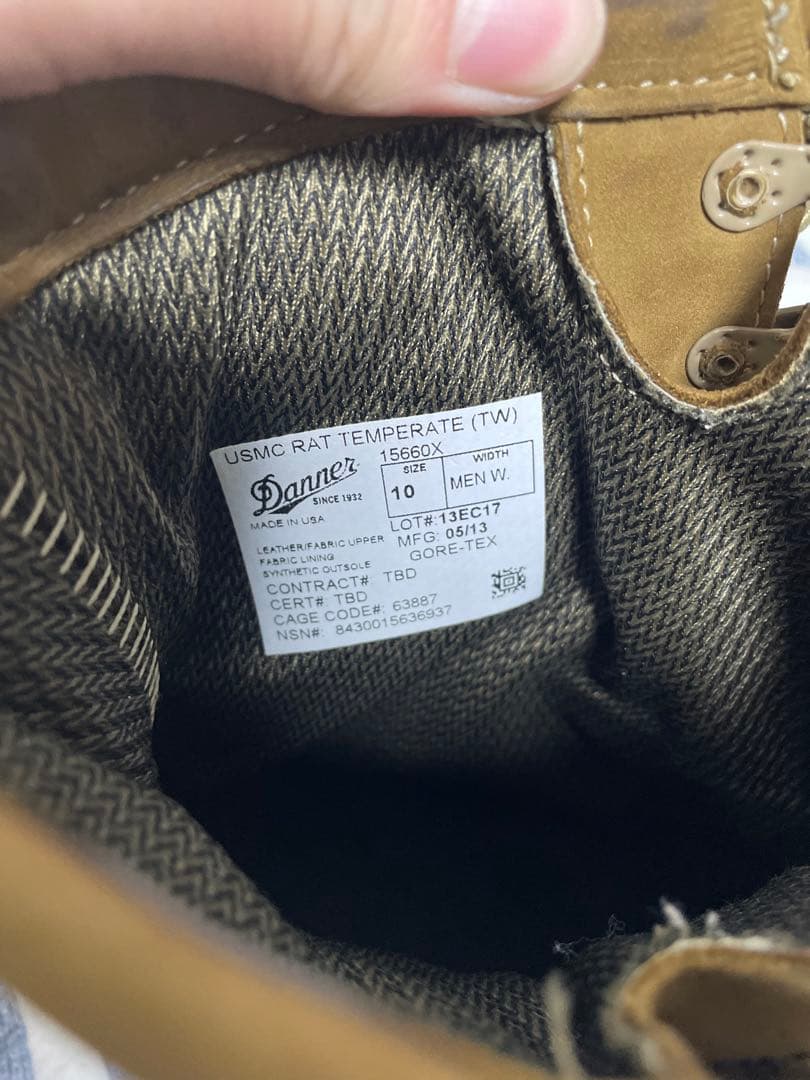 USMC RAT TEMPERATE (TW)
15660X
Danner
SINCE 1932
MADE IN USA
SIZE
10
WIDTH
MEN W.
LOT#:13EC17
MFG: 05/13
GORE-TEX
LEATHER/FABRIC UPPER
FABRIC LINING
SYNTHETIC OUTSOLE
CONTRACT# TBD
CERT#: TBD
CAGE CODE#: 63887
NSN#: 8430015636937